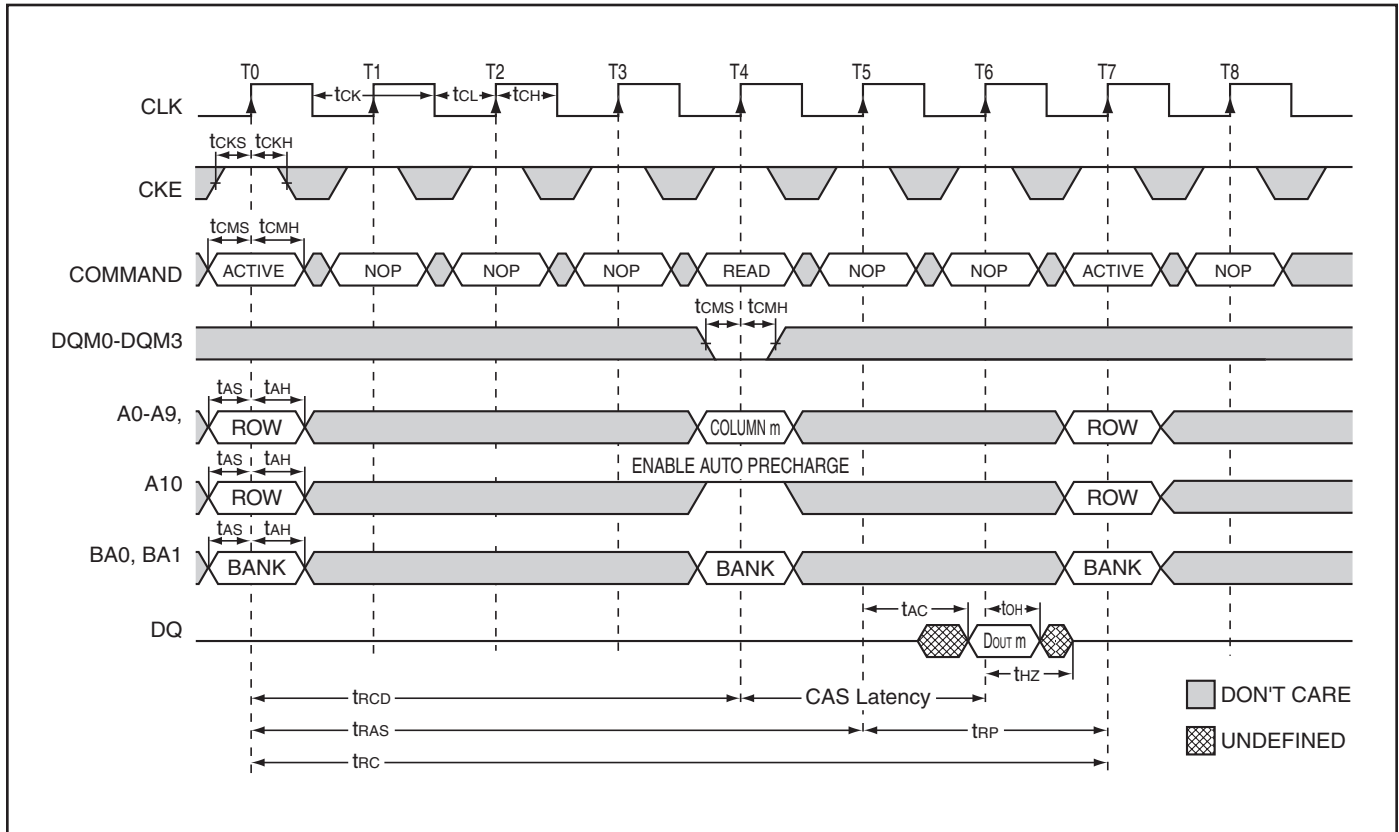 T0 T1 T2 T3 T4 T5 T6 T7 T8
CLK tCK tCL tCH
tCKS tCKH
CKE
tCMS tCMH
COMMAND ACTIVE NOP NOP NOP READ NOP NOP ACTIVE NOP
tCMS tCMH
DQM0-DQM3
tAS tAH
A0-A9, ROW COLUMN m ROW
tAS tAH ENABLE AUTO PRECHARGE
A10 ROW ROW
tAS tAH
BA0, BA1 BANK BANK BANK
tAC tOH
DQ DOUT m
tHZ
tRCD CAS Latency DON'T CARE
tRAS tRP UNDEFINED
tRC